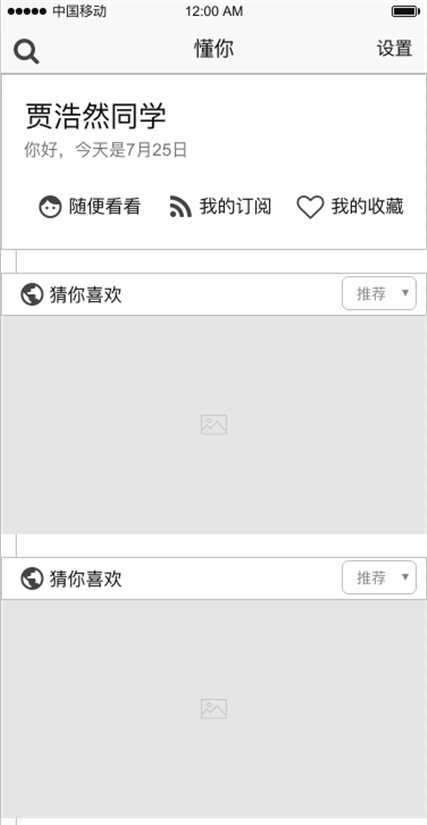 中国移动 12:00 AM
懂你 设置
贾浩然同学
你好，今天是7月25日
随便看看 我的订阅 我的收藏
猜你喜欢 推荐
猜你喜欢 推荐